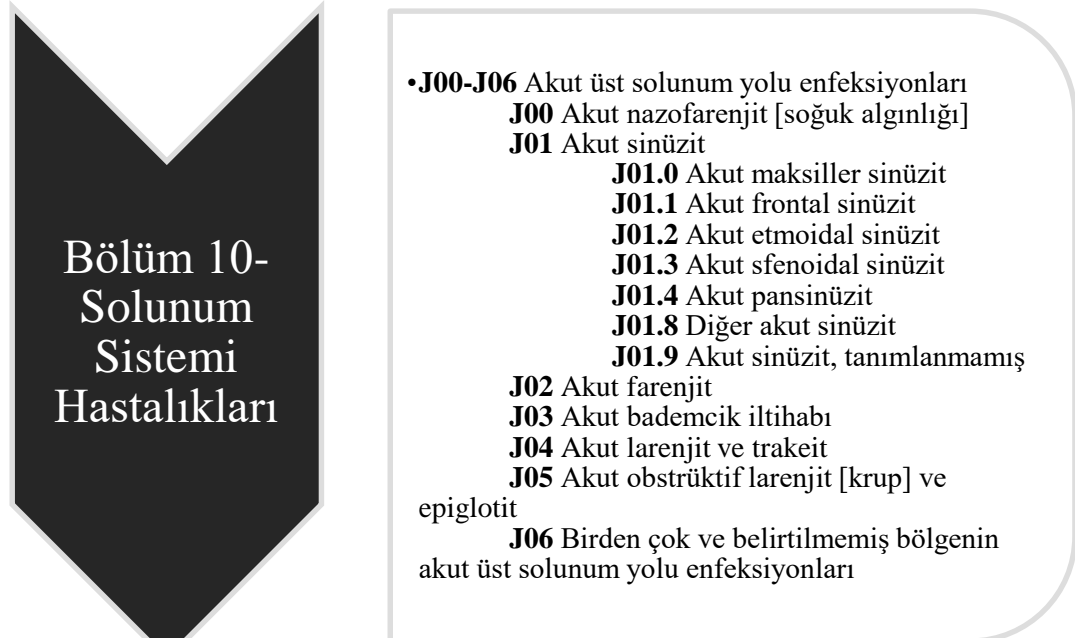 Bölüm 10-
Solunum
Sistemi
Hastalıkları
•J00-J06 Akut üst solunum yolu enfeksiyonları
J00 Akut nazofarenjit [soğuk algınlığı]
J01 Akut sinüzit
J01.0 Akut maksiller sinüzit
J01.1 Akut frontal sinüzit
J01.2 Akut etmoidal sinüzit
J01.3 Akut sfenoidal sinüzit
J01.4 Akut pansinüzit
J01.8 Diğer akut sinüzit
J01.9 Akut sinüzit, tanımlanmamış
J02 Akut farenjit
J03 Akut bademcik iltihabı
J04 Akut larenjit ve trakeit
J05 Akut obstrüktif larenjit [krup] ve
epiglotit
J06 Birden çok ve belirtilmemiş bölgenin
akut üst solunum yolu enfeksiyonları